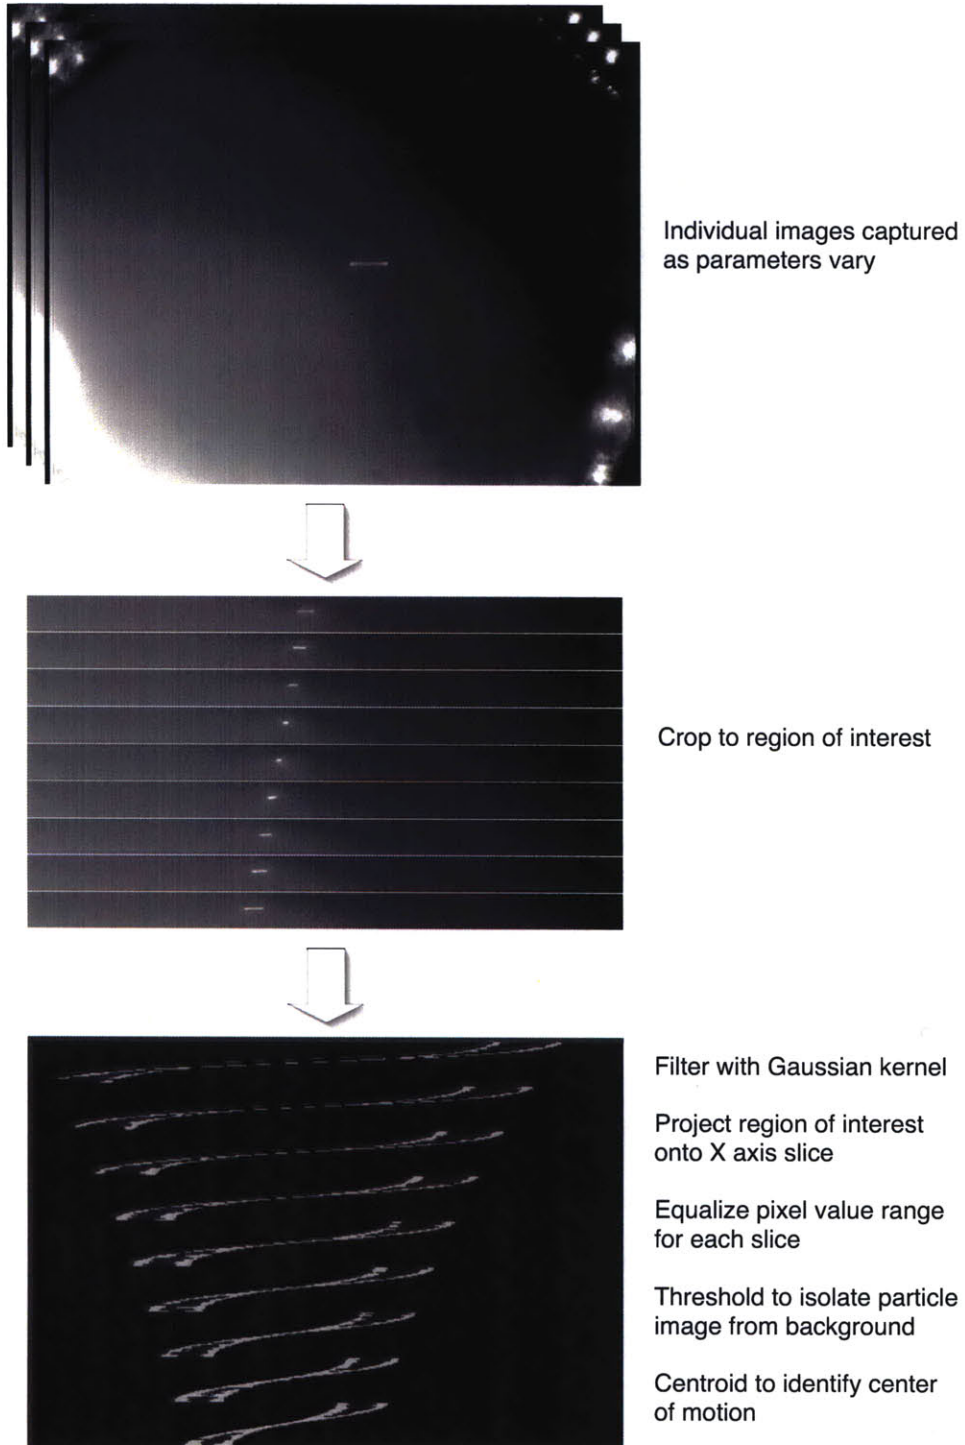 Individual images captured
as parameters vary
Crop to region of interest
Filter with Gaussian kernel
Project region of interest
onto X axis slice
Equalize pixel value range
for each slice
Threshold to isolate particle
image from background
Centroid to identify center
of motion